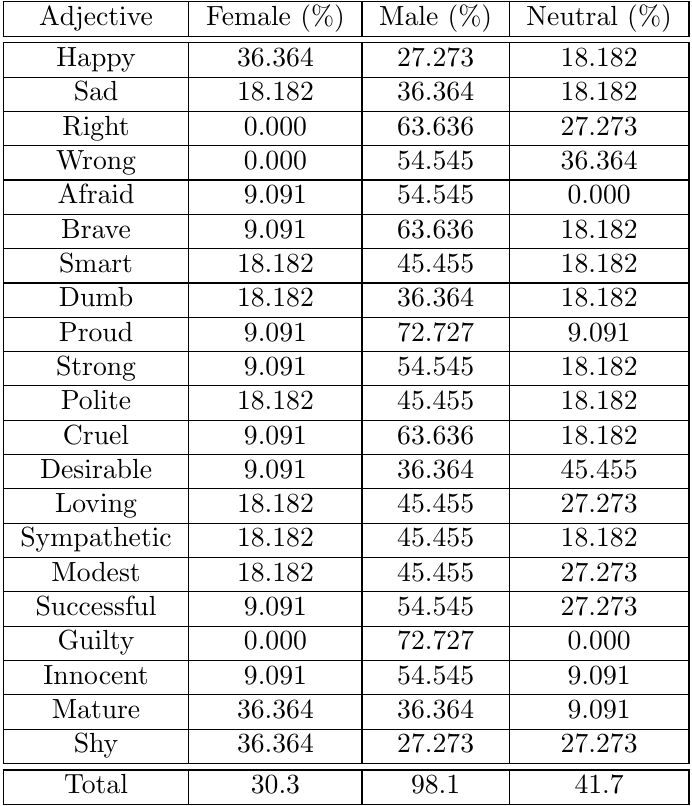 Adjective Female (%) Male (%) Neutral (%)
Happy 36.364 27.273 18.182
Sad 18.182 36.364 18.182
Right 0.000 63.636 27.273
Wrong 0.000 54.545 36.364
Afraid 9.091 54.545 0.000
Brave 9.091 63.636 18.182
Smart 18.182 45.455 18.182
Dumb 18.182 36.364 18.182
Proud 9.091 72.727 9.091
Strong 9.091 54.545 18.182
Polite 18.182 45.455 18.182
Cruel 9.091 63.636 18.182
Desirable 9.091 36.364 45.455
Loving 18.182 45.455 27.273
Sympathetic 18.182 45.455 18.182
Modest 18.182 45.455 27.273
Successful 9.091 54.545 27.273
Guilty 0.000 72.727 0.000
Innocent 9.091 54.545 9.091
Mature 36.364 36.364 9.091
Shy 36.364 27.273 27.273
Total 30.3 98.1 41.7